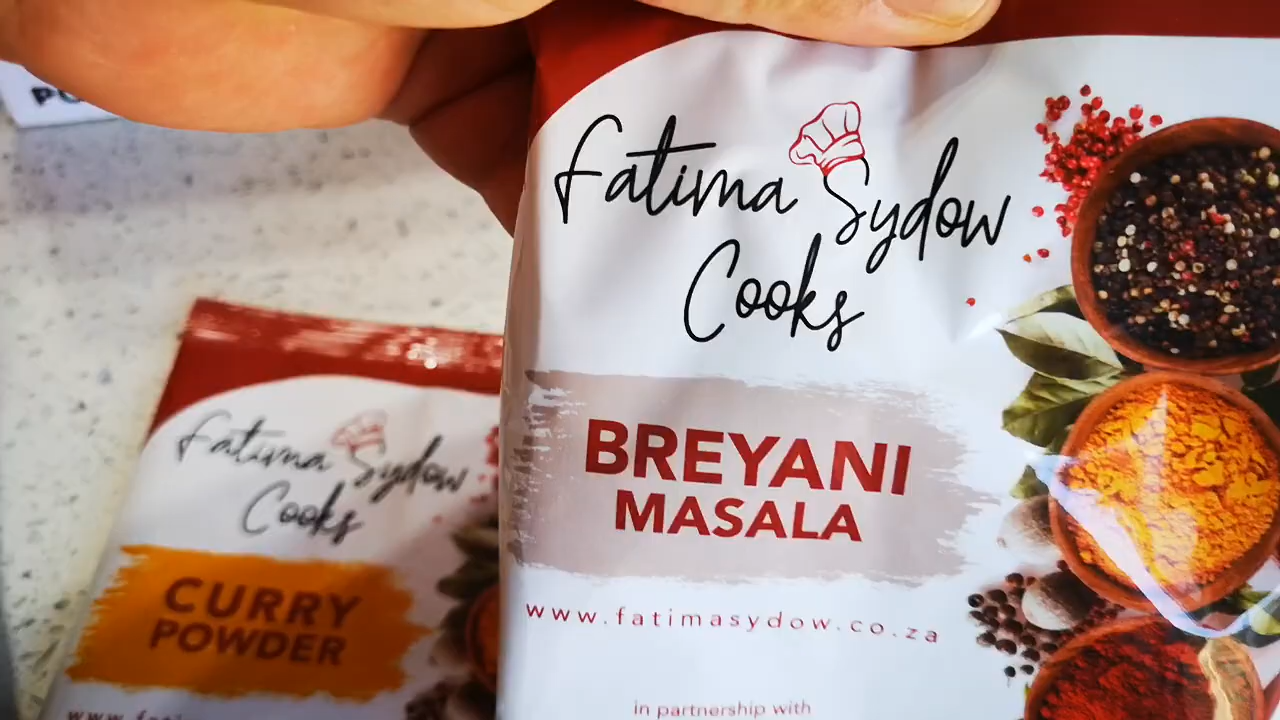 Fatima Sydow
Cooks
BREYANI
MASALA
www.fatimasydow.co.za
in partnership with
Fatima Sydow
Cooks
CURRY
POWDER